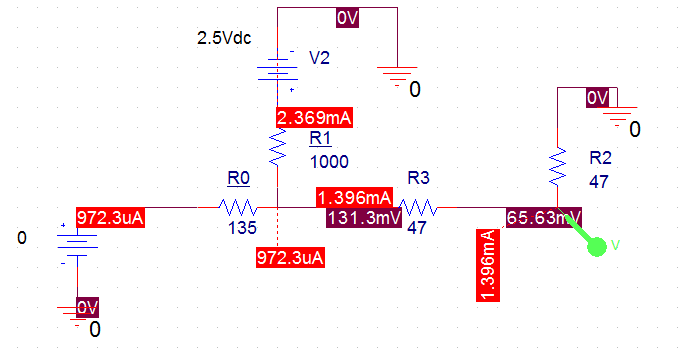 0V
2.5Vdc
V2
0
2.369mA
0V
R1
1000
0
R2
47
R0
1.396mA
R3
972.3uA
131.3mV
65.63mV
135
47
0
V
972.3uA
1.396mA
0V
0